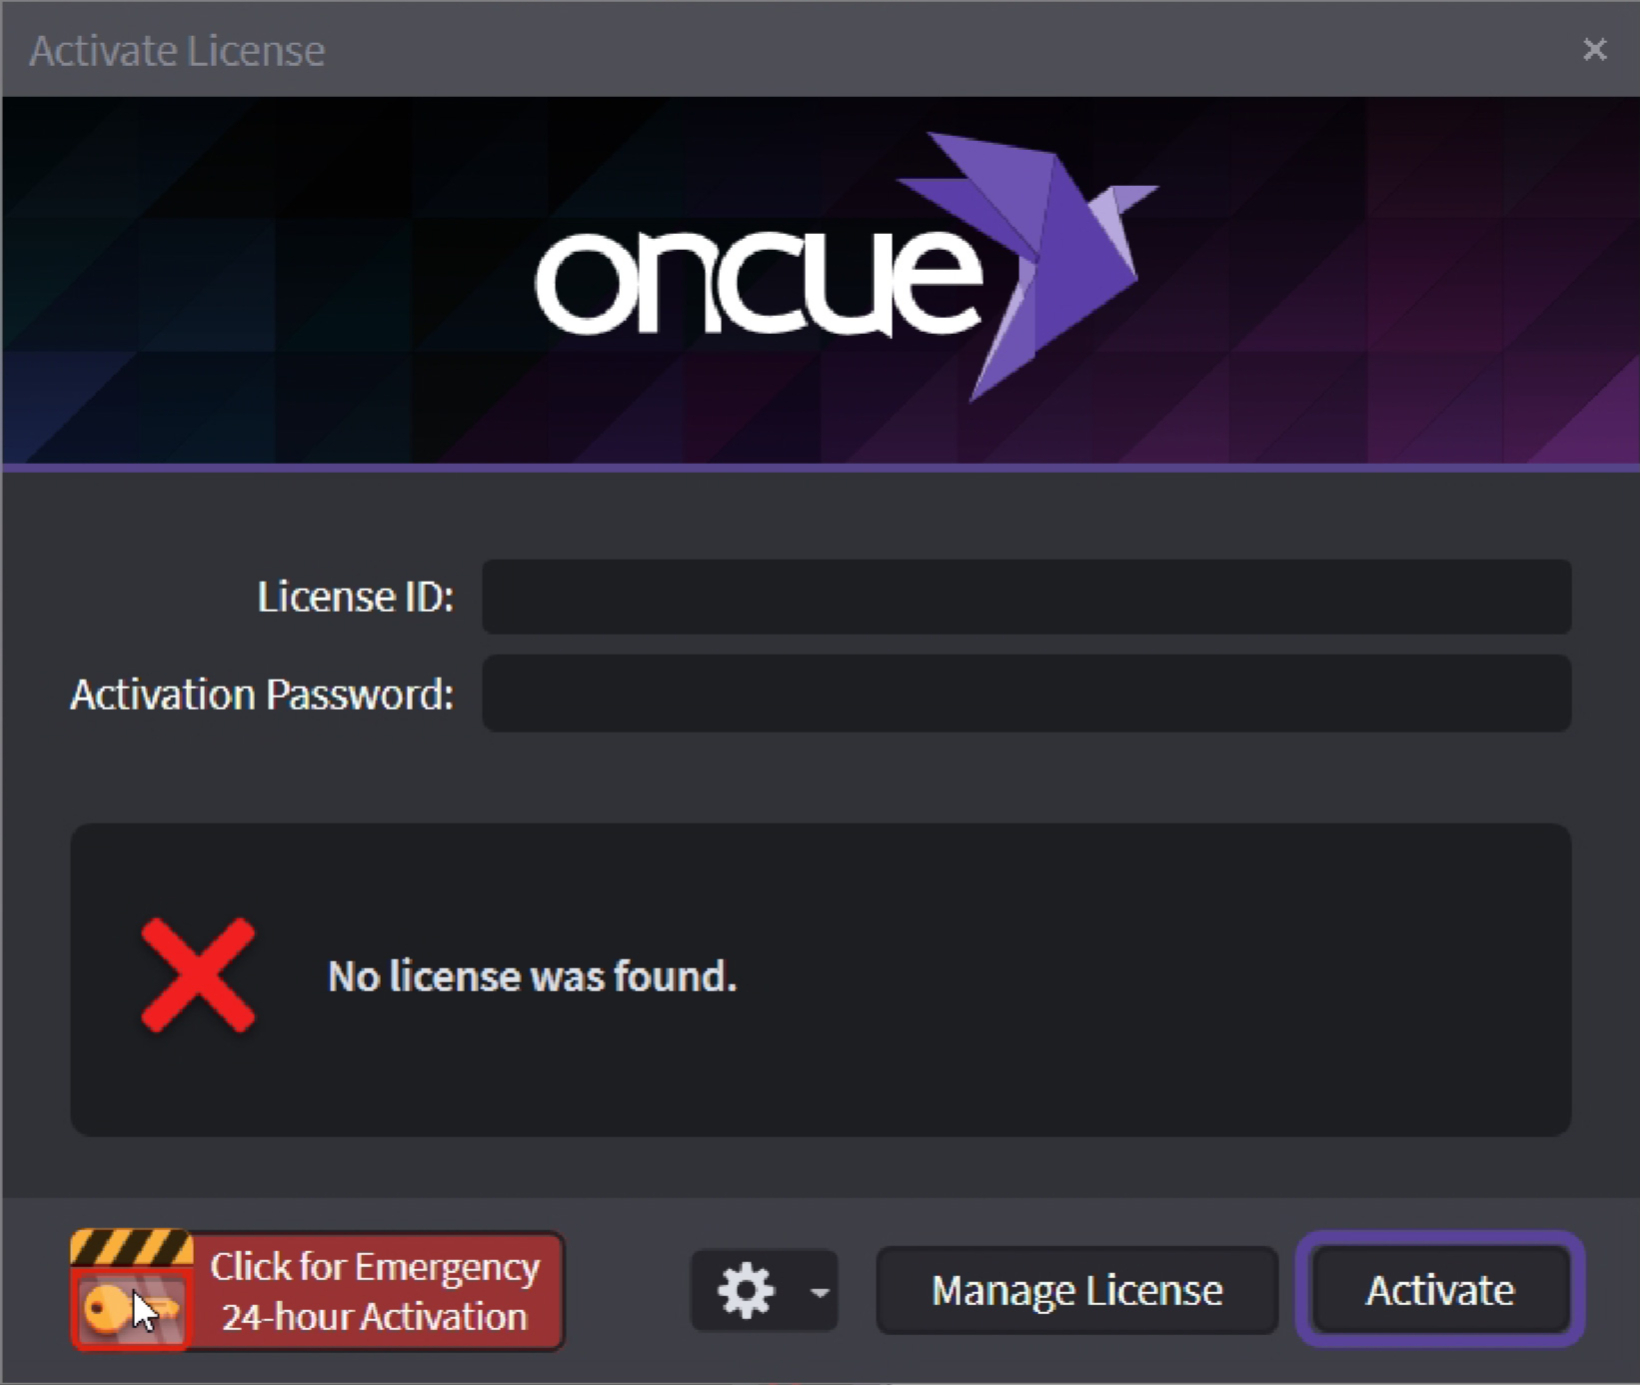 Activate License
oncue
License ID:
Activation Password:
No license was found.
Click for Emergency
24-hour Activation
Manage License
Activate